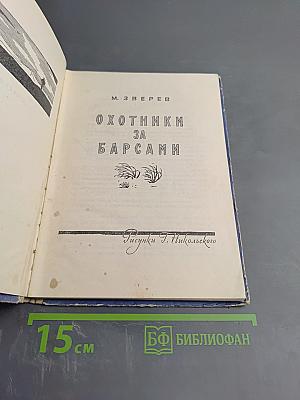 М. ЗВЕРЕВ
ОХОТНИКИ
ЗА
БАРСАМИ
Рисунки Г. Никольского
15 см
БФ БИБЛИОФАН